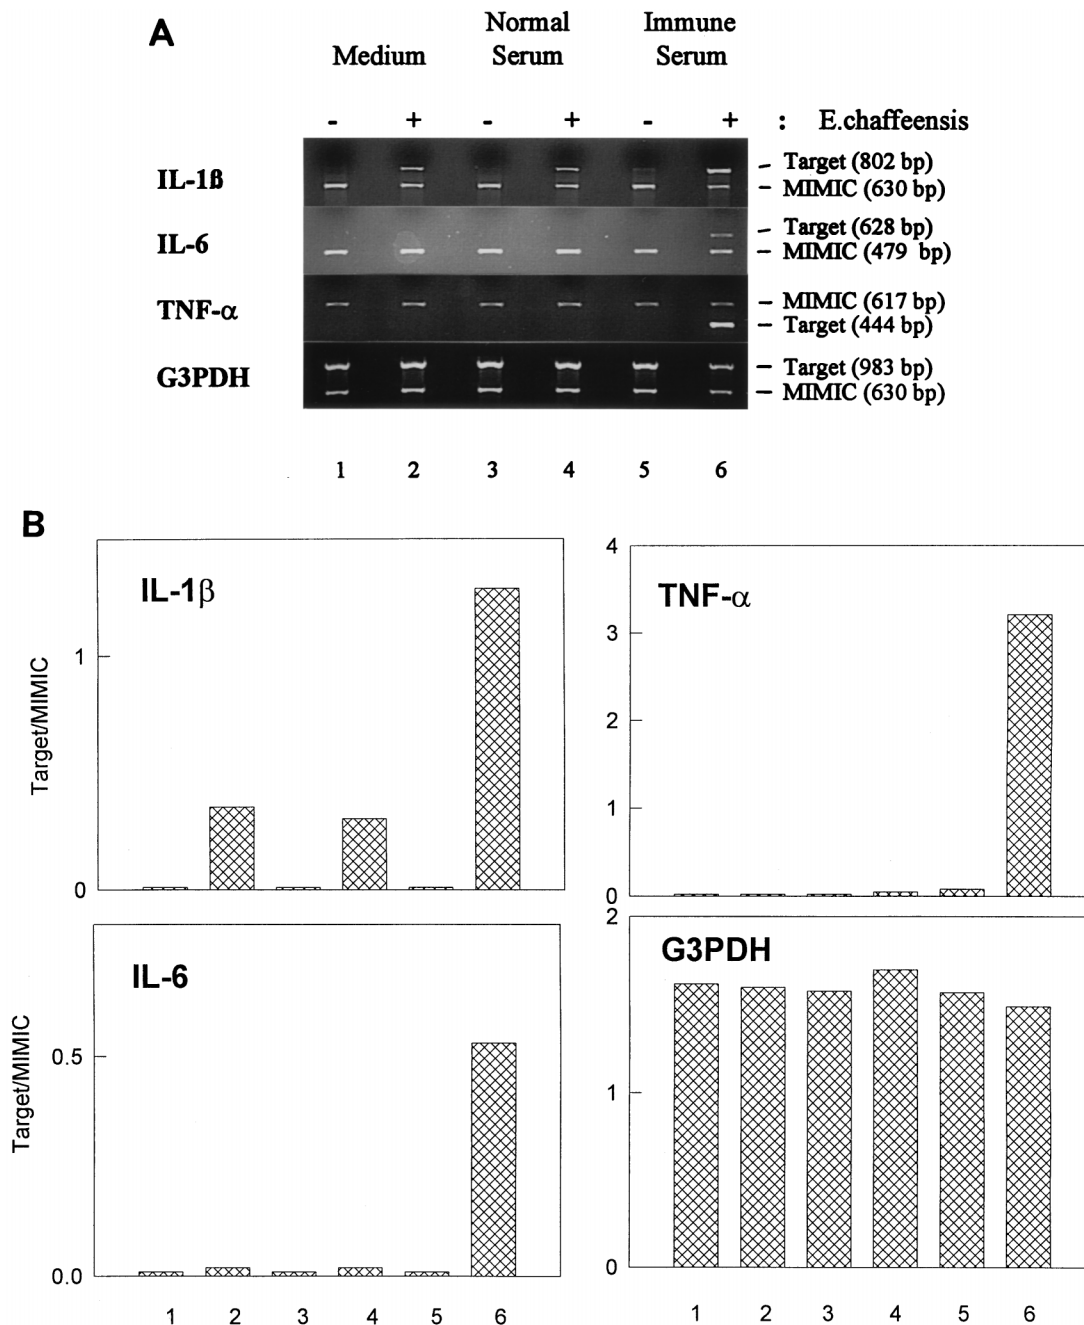 A
Medium
Normal
Serum
Immune
Serum
- + - + - + : E.chaffeensis
IL-1ß
– Target (802 bp)
– MIMIC (630 bp)
IL-6
– Target (628 bp)
– MIMIC (479 bp)
TNF-α
– MIMIC (617 bp)
– Target (444 bp)
G3PDH
– Target (983 bp)
– MIMIC (630 bp)
1 2 3 4 5 6
B
IL-1β
Target/MIMIC
1
0
TNF-α
4
3
2
1
0
IL-6
Target/MIMIC
0.5
0.0
1 2 3 4 5 6
G3PDH
2
1
0
1 2 3 4 5 6